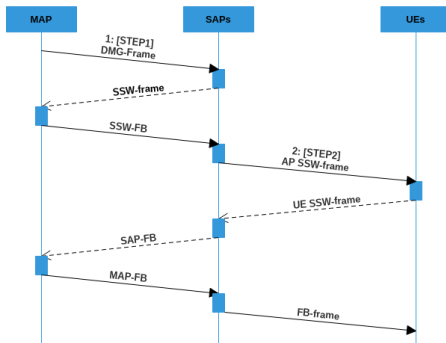 MAP
SAPs
UEs
1: [STEP1]
DMG-Frame
SSW-frame
SSW-FB
2: [STEP2]
AP SSW-frame
UE SSW-frame
SAP-FB
MAP-FB
FB-frame